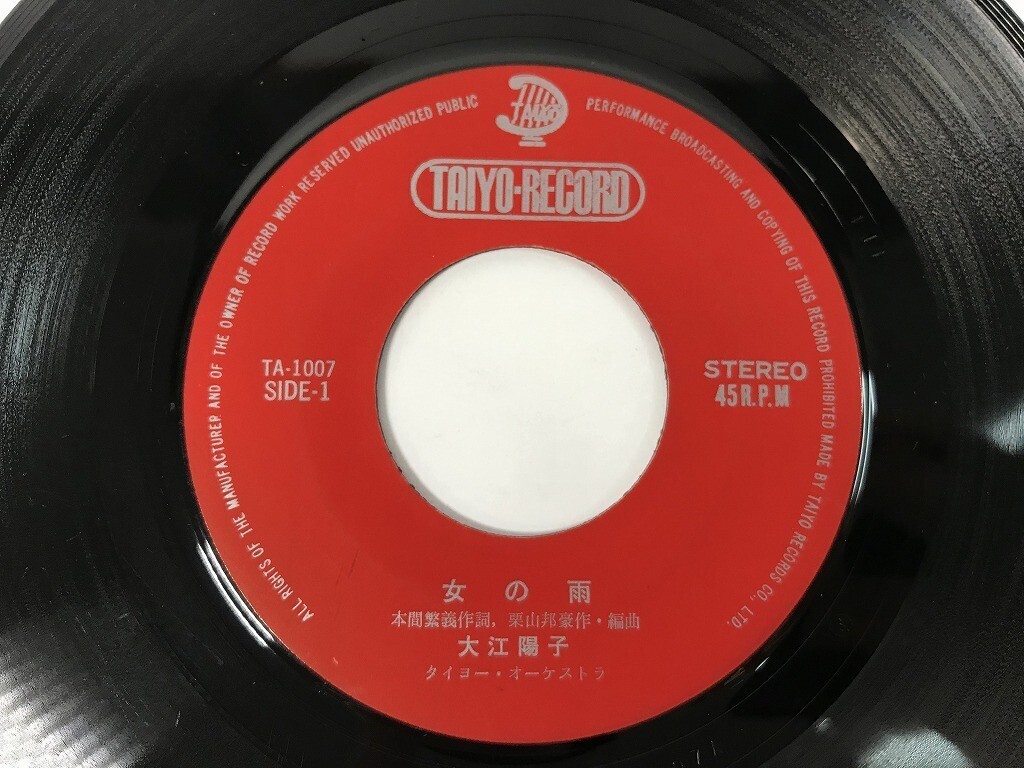 TAIYO
TAIYO-RECORD
ALL RIGHTS OF THE MANUFACTURER AND OF THE OWNER OF RECORD WORK RESERVED UNAUTHORIZED PUBLIC PERFORMANCE BROADCASTING AND COPYING OF THIS RECORD PROHIBITED MADE BY TAIYO RECORDS CO., LTD.
TA-1007
SIDE-1
STEREO
45R.P.M
女の雨
本間繁義作詞, 栗山邦豪作・編曲
大江陽子
タイヨー・オーケストラ